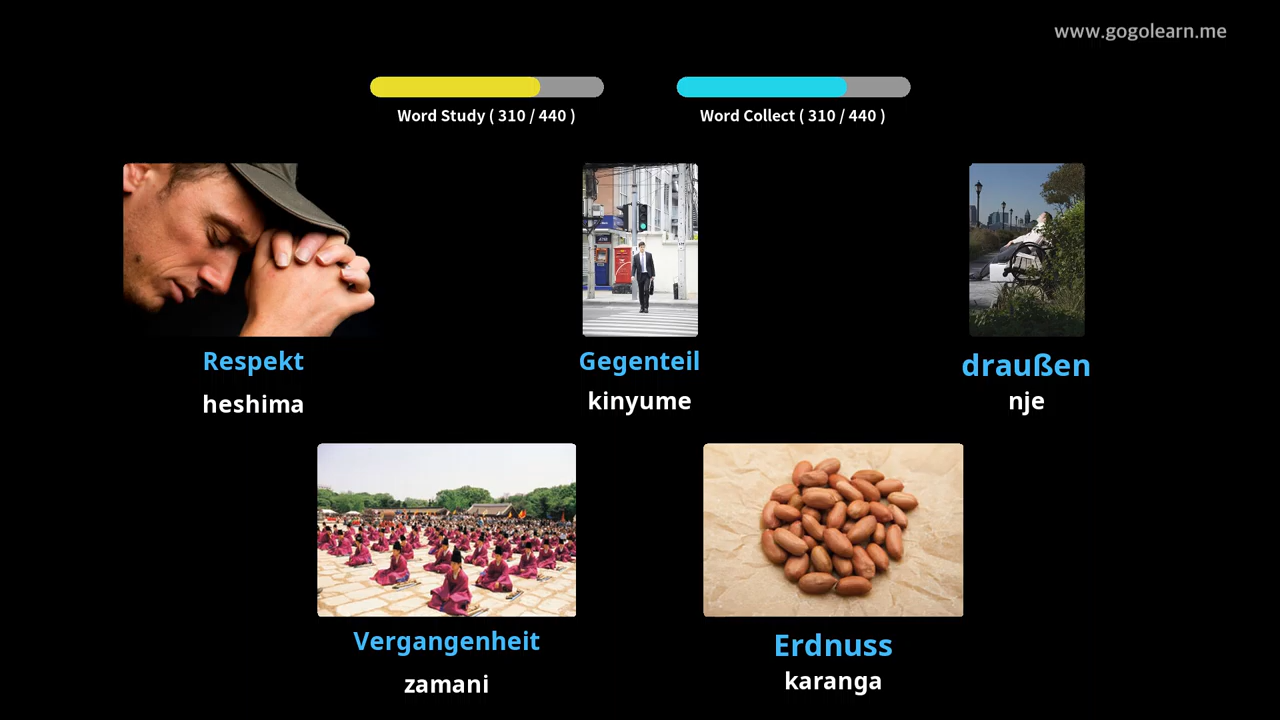 www.gogolearn.me
Word Study ( 310 / 440 )
Word Collect ( 310 / 440 )
Respekt
heshima
Gegenteil
kinyume
draußen
nje
Vergangenheit
zamani
Erdnuss
karanga